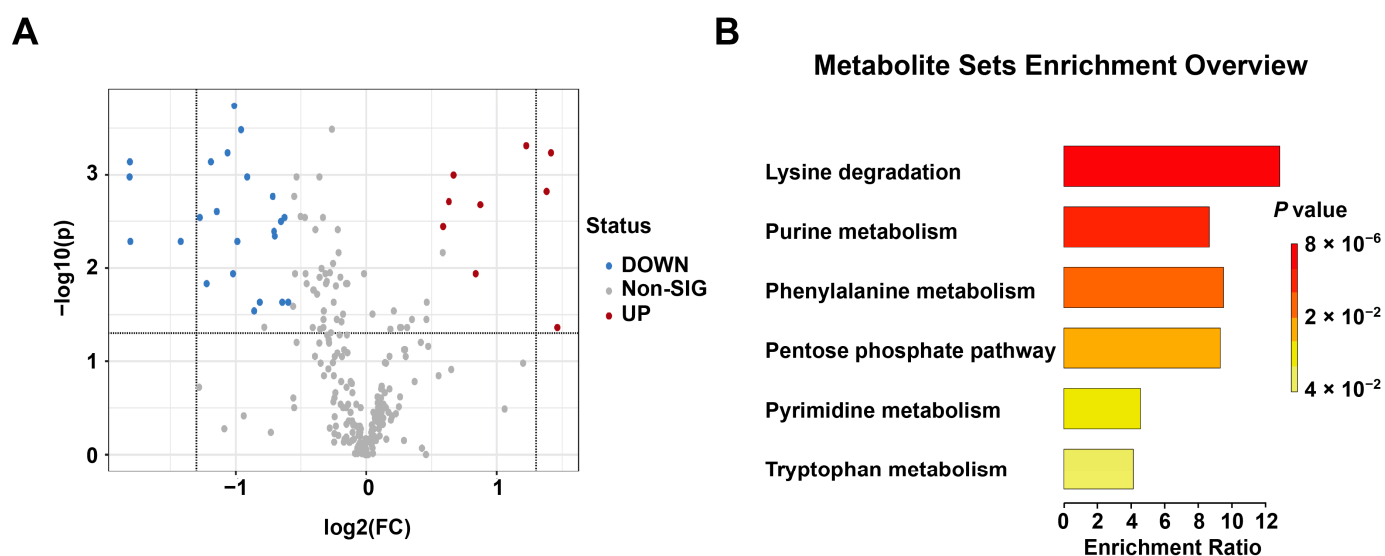 A
−log10(p)
3
2
1
0
−1
0
1
log2(FC)
Status
DOWN
Non-SIG
UP
B
Metabolite Sets Enrichment Overview
Lysine degradation
Purine metabolism
Phenylalanine metabolism
Pentose phosphate pathway
Pyrimidine metabolism
Tryptophan metabolism
0 2 4 6 8 10 12
Enrichment Ratio
P value
8 × 10⁻⁶
2 × 10⁻²
4 × 10⁻²